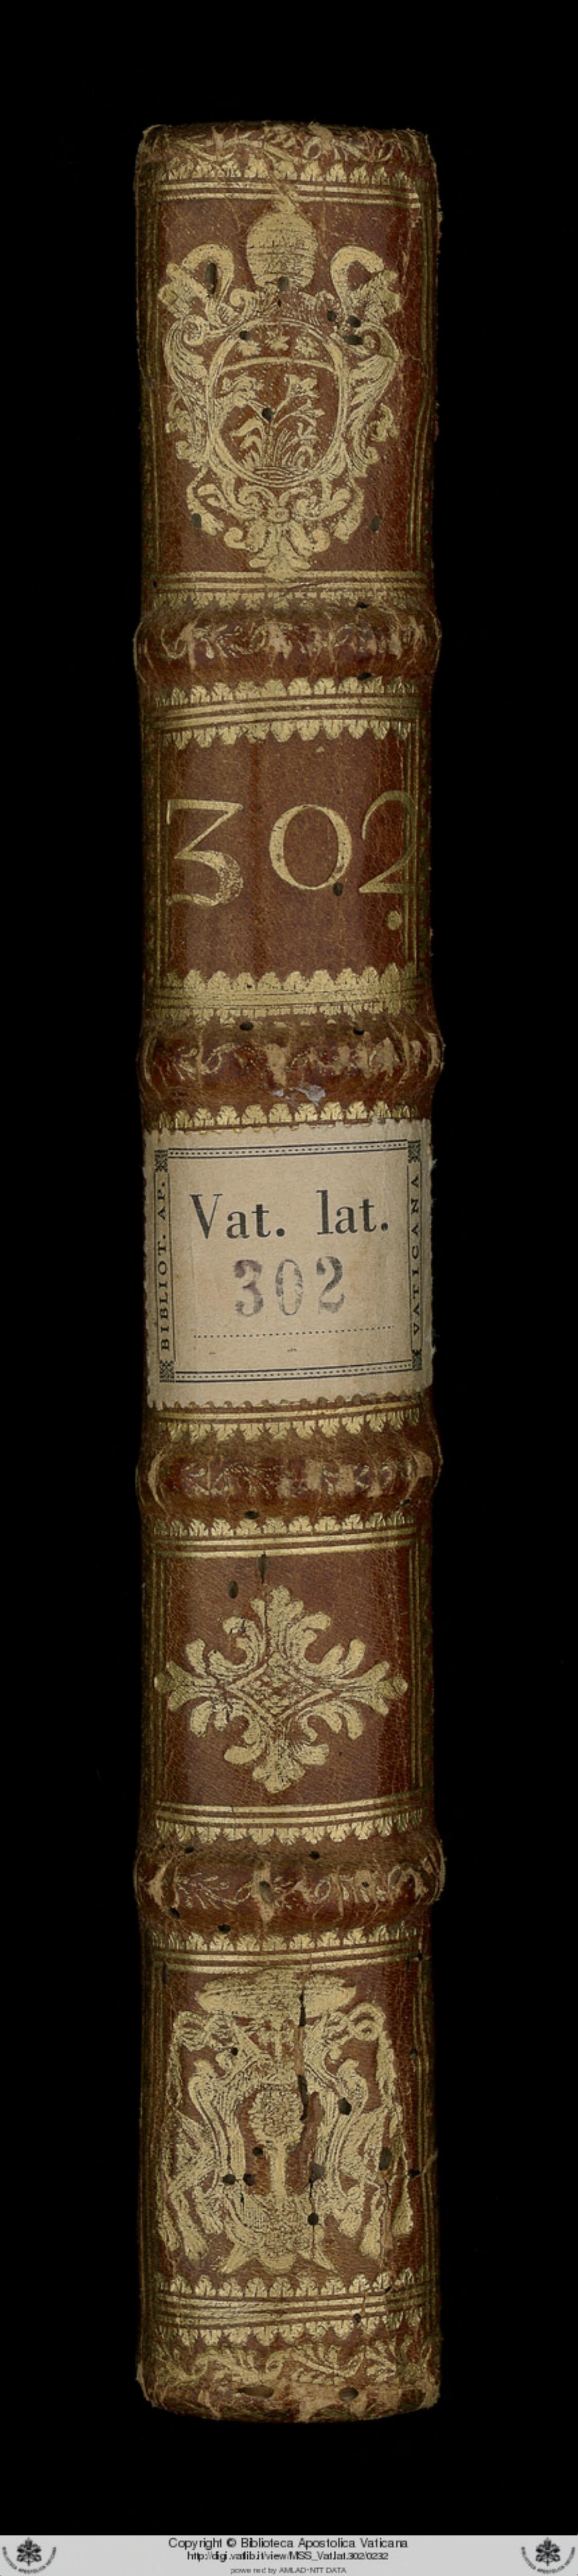 302.
BIBLIOT. AP.
VATICANA
Vat. lat.
302
Copyright © Biblioteca Apostolica Vaticana
http://digi.vatlib.it/view/MSS_Vat.lat.302/0232
powered by AMLAD-NTT DATA